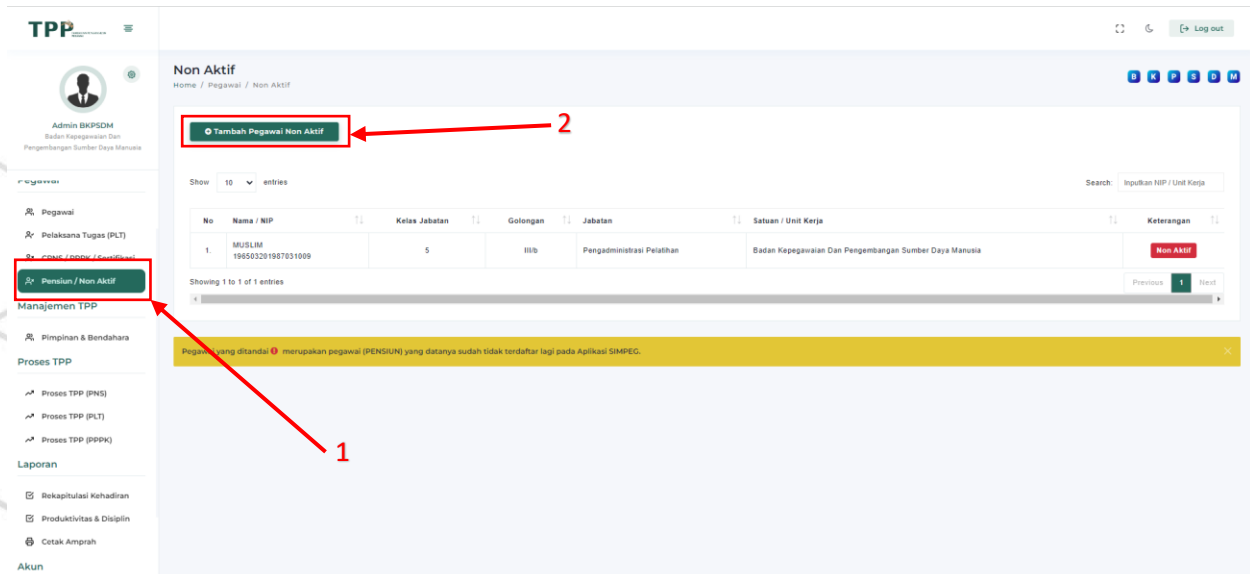 TPP
Log out
Admin BKPSDM
Badan Kepegawaian Dan
Pengembangan Sumber Daya Manusia
Pegawai
Pegawai
Pelaksana Tugas (PLT)
CPNS / PPPK / Sertifikasi
Pensiun / Non Aktif
Manajemen TPP
Pimpinan & Bendahara
Proses TPP
Proses TPP (PNS)
Proses TPP (PLT)
Proses TPP (PPPK)
Laporan
Rekapitulasi Kehadiran
Produktivitas & Disiplin
Cetak Amprah
Akun
Non Aktif
Home / Pegawai / Non Aktif
B K P S D M
Tambah Pegawai Non Aktif
2
Show 10 entries
Search: Inputkan NIP / Unit Kerja
No Nama / NIP Kelas Jabatan Golongan Jabatan Satuan / Unit Kerja Keterangan
1. MUSLIM 5 III/b Pengadministrasi Pelatihan Badan Kepegawaian Dan Pengembangan Sumber Daya Manusia Non Aktif
196503201987031009
Showing 1 to 1 of 1 entries
Previous 1 Next
Pegawai yang ditandai merupakan pegawai (PENSIUN) yang datanya sudah tidak terdaftar lagi pada Aplikasi SIMPEG.
1